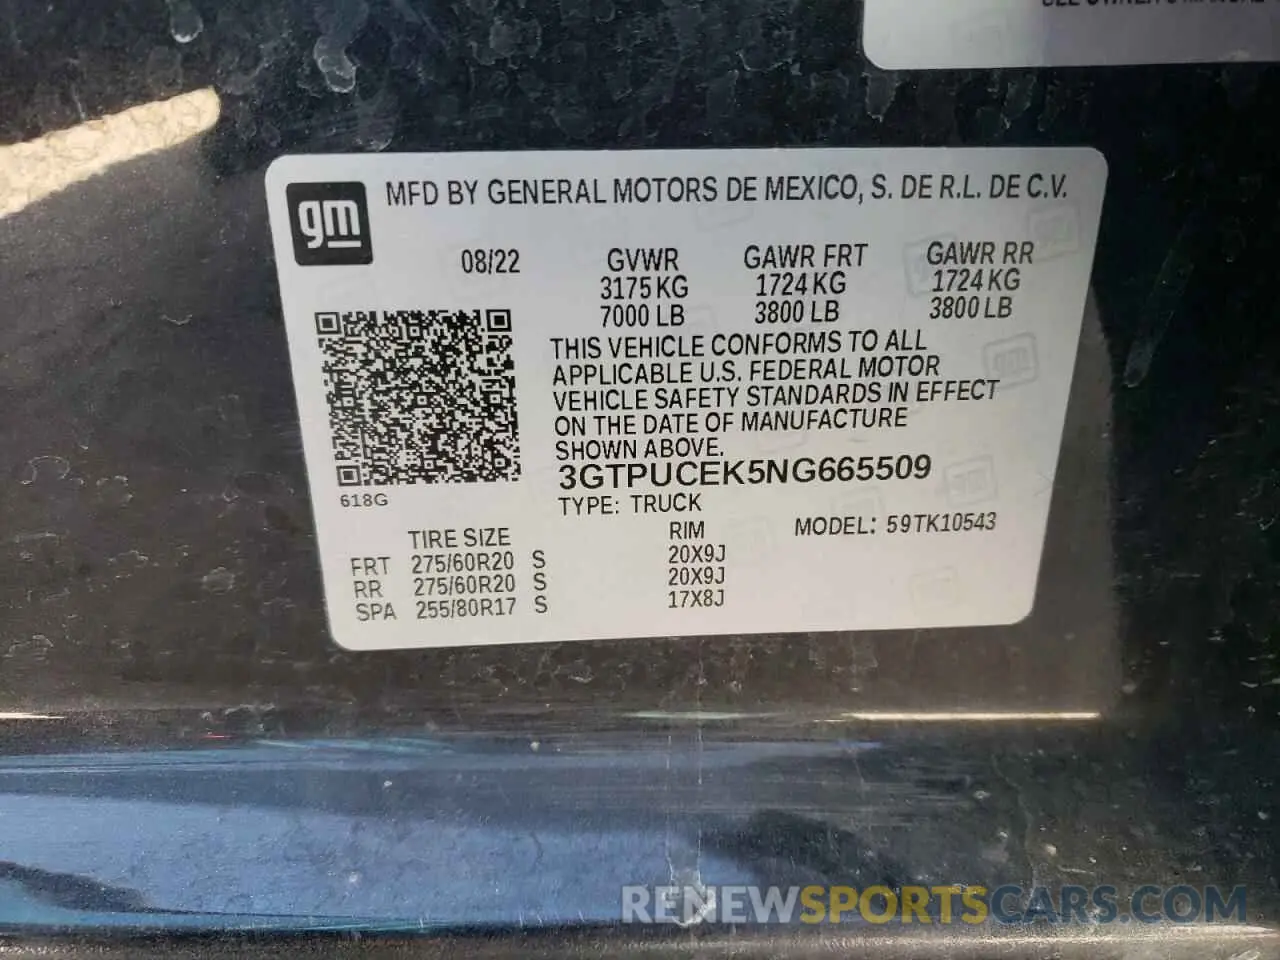 gm
MFD BY GENERAL MOTORS DE MEXICO, S. DE R.L. DE C.V.
08/22 GVWR GAWR FRT GAWR RR
3175 KG 1724 KG 1724 KG
7000 LB 3800 LB 3800 LB
THIS VEHICLE CONFORMS TO ALL
APPLICABLE U.S. FEDERAL MOTOR
VEHICLE SAFETY STANDARDS IN EFFECT
ON THE DATE OF MANUFACTURE
SHOWN ABOVE.
3GTPUCEK5NG665509
618G
TYPE: TRUCK
TIRE SIZE RIM MODEL: 59TK10543
FRT 275/60R20 S 20X9J
RR 275/60R20 S 20X9J
SPA 255/80R17 S 17X8J
RENEWSPORTSCARS.COM